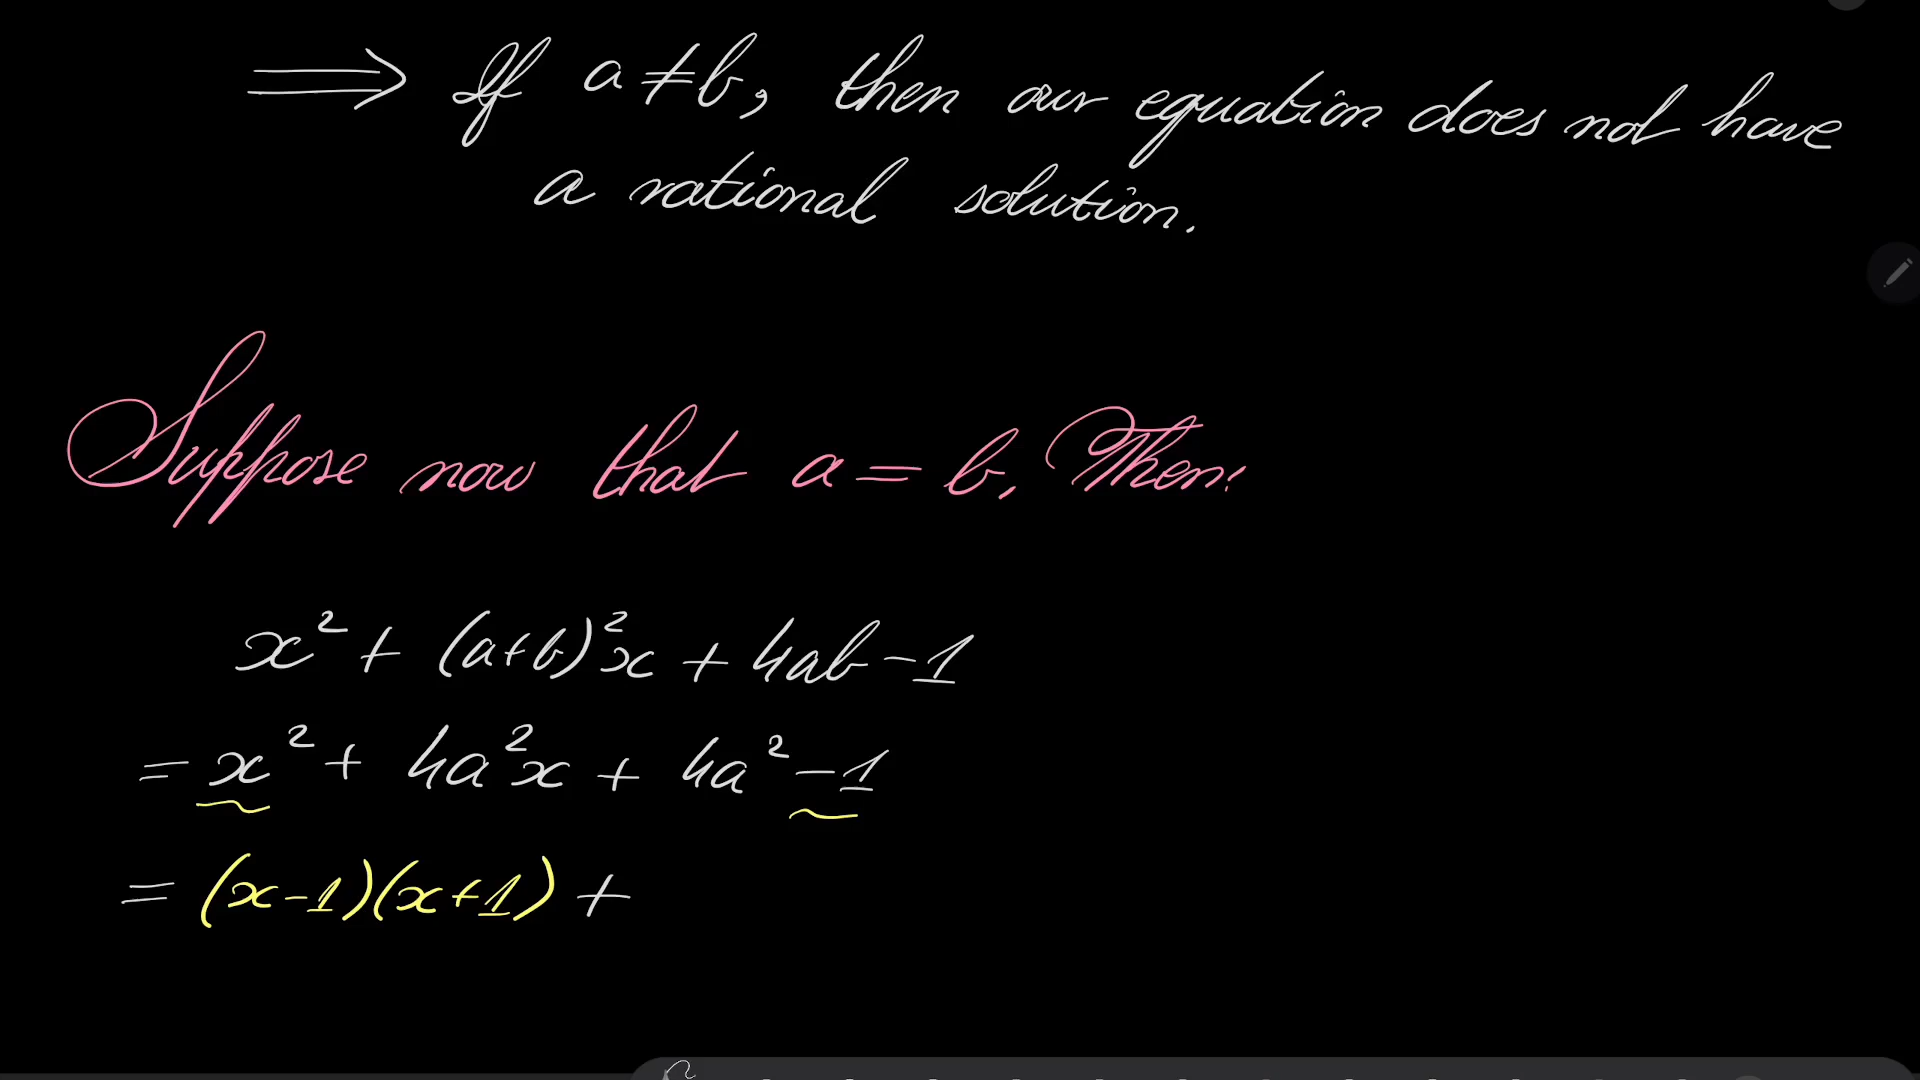 ⟹ If a ≠ b, then our equation does not have
a rational solution.
Suppose now that a = b. Then:
x² + (a+b)²x + 4ab - 1
= x² + 4a²x + 4a² - 1
= (x-1)(x+1) +